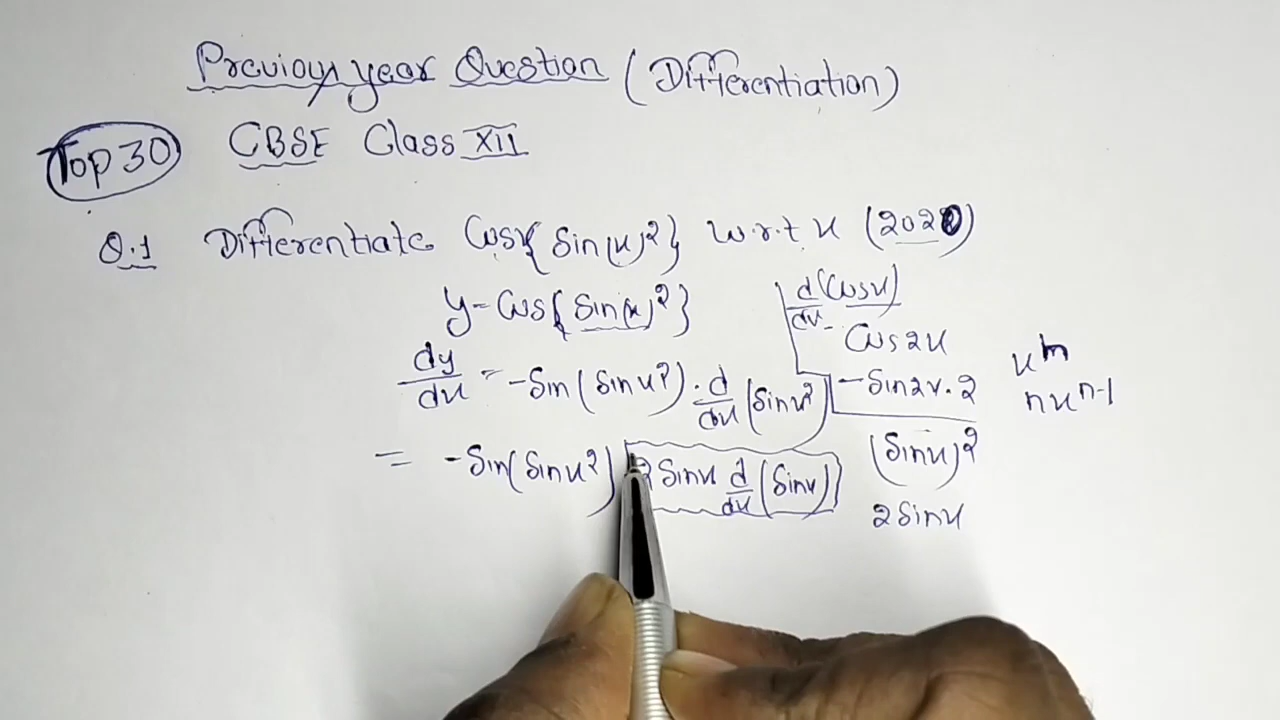 Previous year Question (Differentiation)
Top 30
CBSE Class XII
Q.1 Differentiate Cos{Sin(x)²} w.r.t x (2020)
y=Cos{Sin(x)²}
d/dx (Cosx)
Cos2x
-Sin2x.2
dy/dx = -Sin(Sinx²).d/dx(Sinx²)
xⁿ
nxⁿ⁻¹
= -Sin(Sinx²) 2Sinx d/dx(Sinx)
(Sinx)²
2Sinx